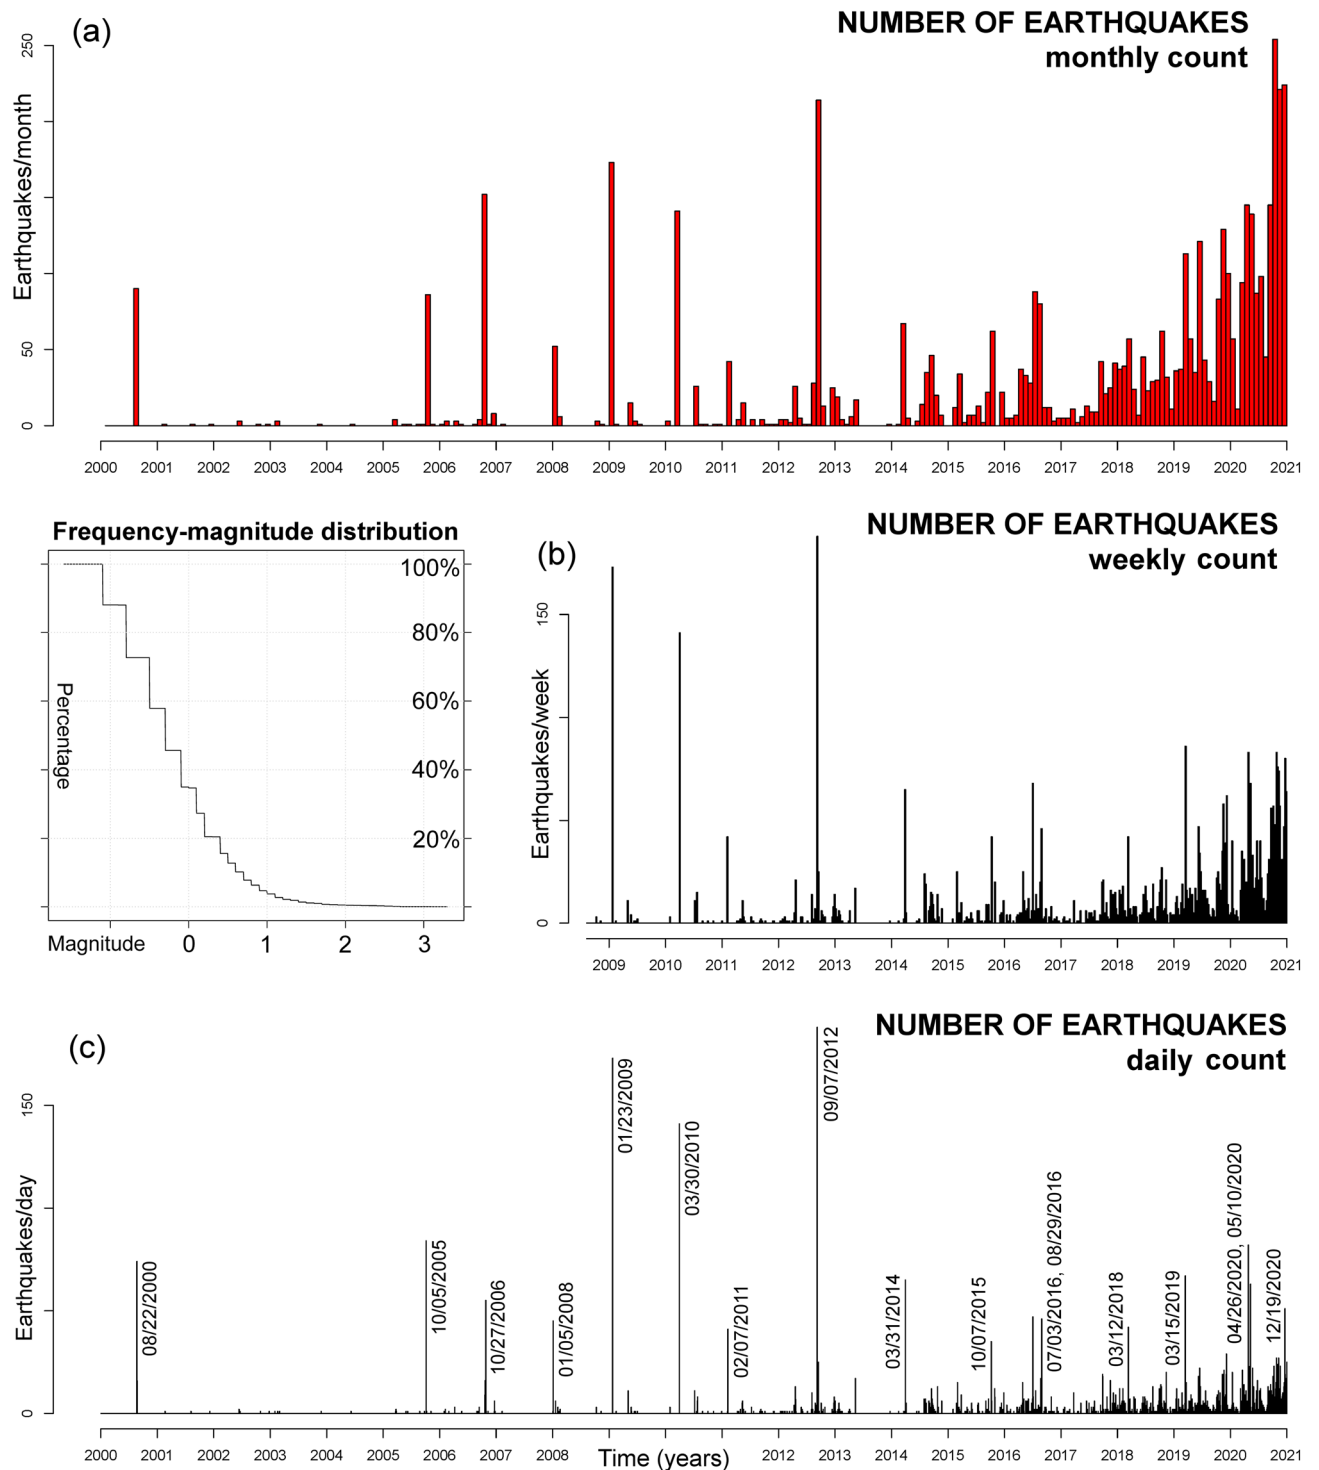 (a)
NUMBER OF EARTHQUAKES
monthly count
Earthquakes/month
250
50
0
2000 2001 2002 2003 2004 2005 2006 2007 2008 2009 2010 2011 2012 2013 2014 2015 2016 2017 2018 2019 2020 2021
Frequency-magnitude distribution
100%
80%
60%
40%
20%
Percentage
Magnitude 0 1 2 3
(b)
NUMBER OF EARTHQUAKES
weekly count
Earthquakes/week
150
0
2009 2010 2011 2012 2013 2014 2015 2016 2017 2018 2019 2020 2021
(c)
NUMBER OF EARTHQUAKES
daily count
Earthquakes/day
150
0
08/22/2000
10/05/2005
10/27/2006
01/05/2008
01/23/2009
03/30/2010
02/07/2011
09/07/2012
03/31/2014
10/07/2015
07/03/2016, 08/29/2016
03/12/2018
03/15/2019
04/26/2020, 05/10/2020
12/19/2020
2000 2001 2002 2003 2004 2005 2006 2007 2008 Time (years) 2012 2013 2014 2015 2016 2017 2018 2019 2020 2021